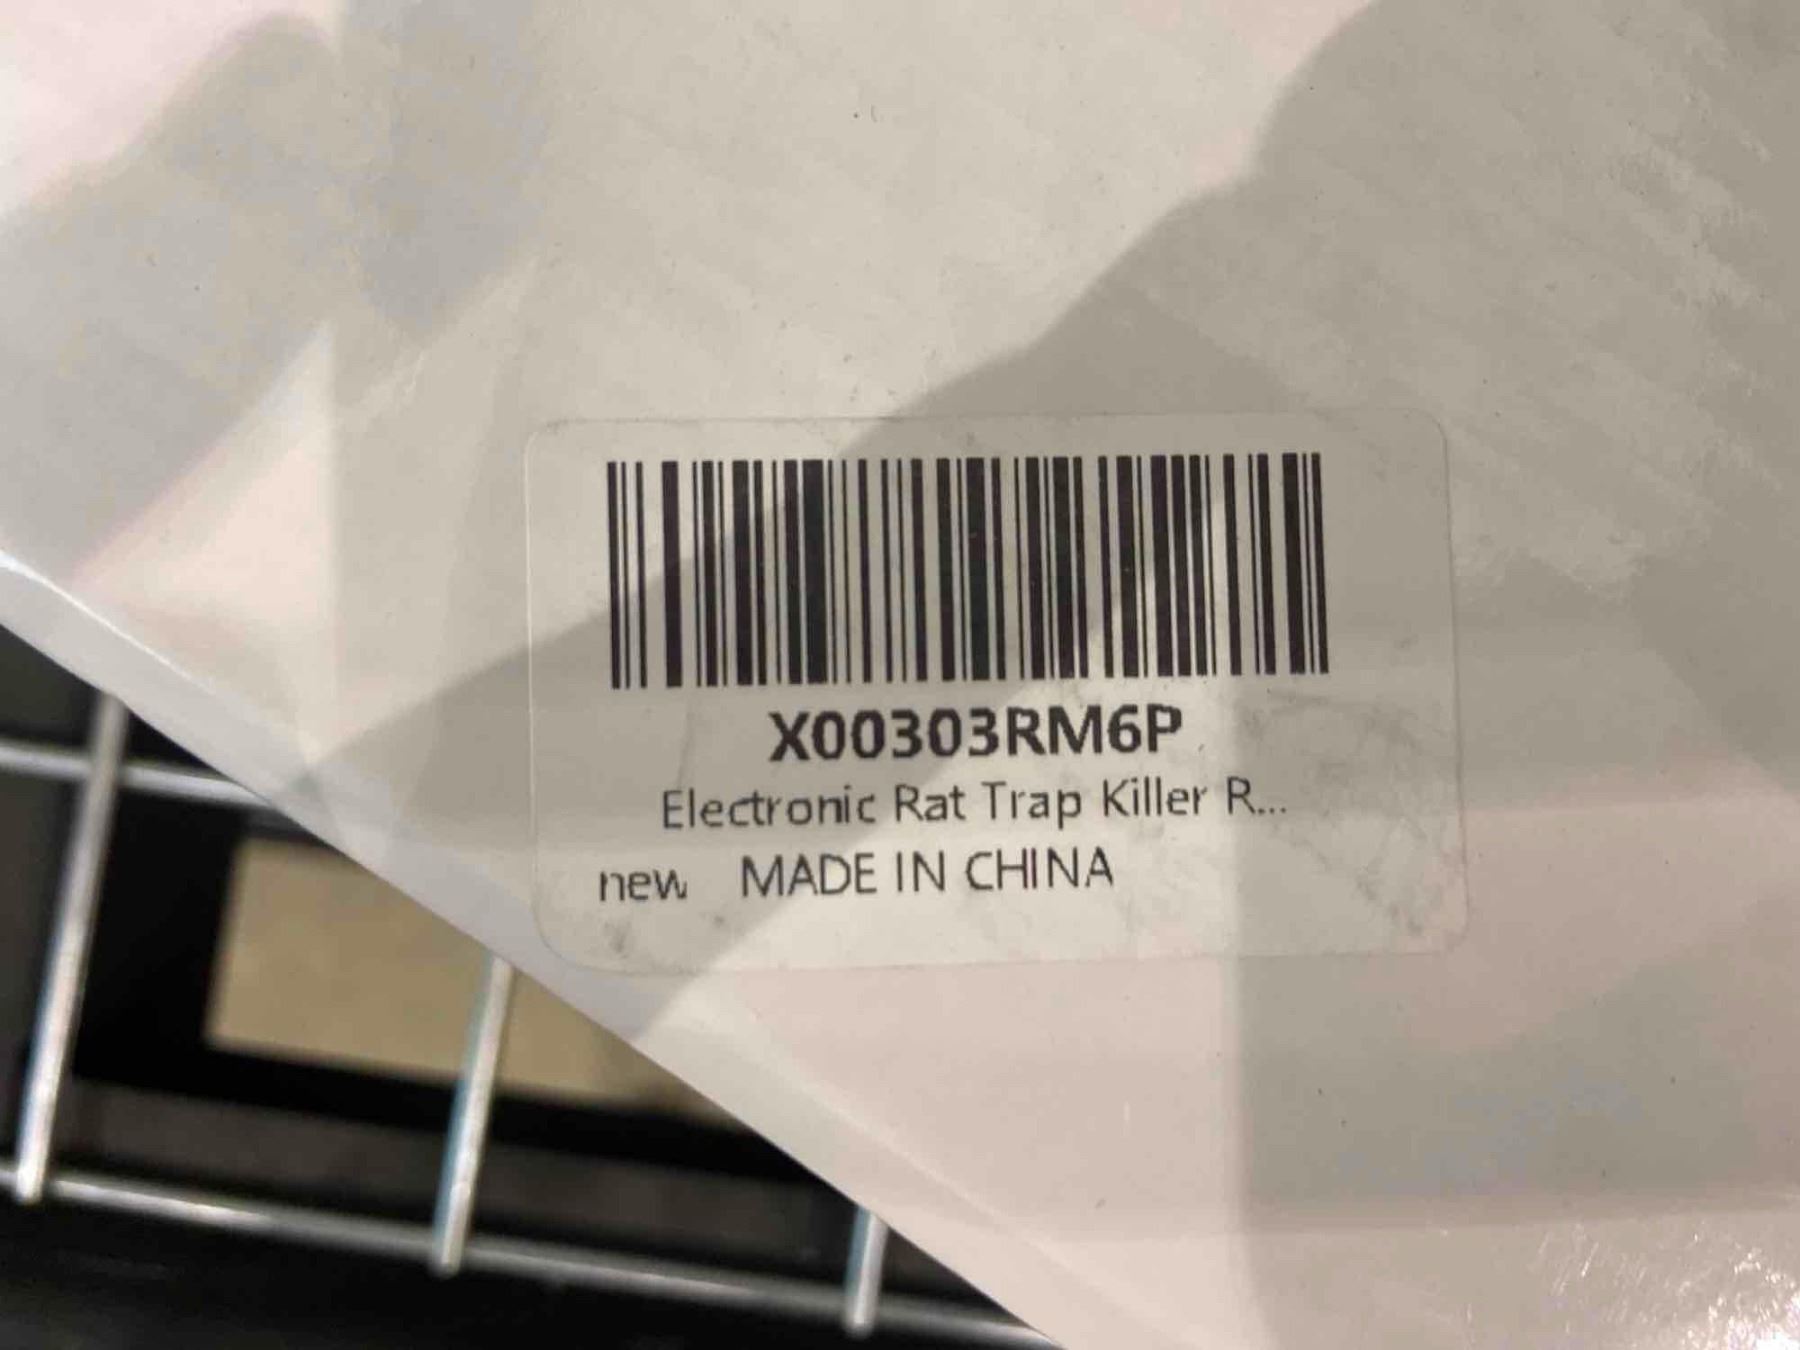 X00303RM6P
Electronic Rat Trap Killer R...
new MADE IN CHINA